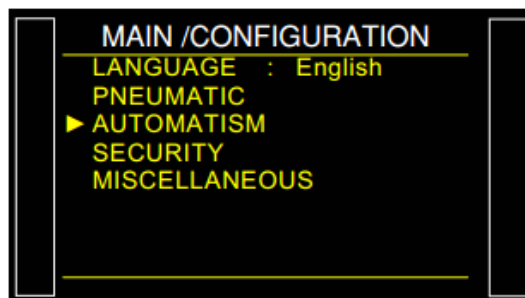 MAIN /CONFIGURATION
LANGUAGE : English
PNEUMATIC
► AUTOMATISM
SECURITY
MISCELLANEOUS